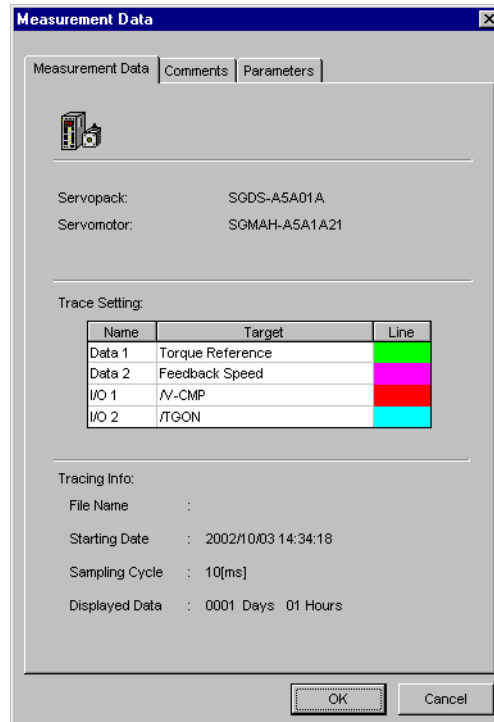 Measurement Data
Measurement Data Comments Parameters
Servopack: SGDS-A5A01A
Servomotor: SGMAH-A5A1A21
Trace Setting:
Name Target Line
Data 1 Torque Reference
Data 2 Feedback Speed
I/O 1 /V-CMP
I/O 2 /TGON
Tracing Info:
File Name :
Starting Date : 2002/10/03 14:34:18
Sampling Cycle : 10[ms]
Displayed Data : 0001 Days 01 Hours
OK Cancel